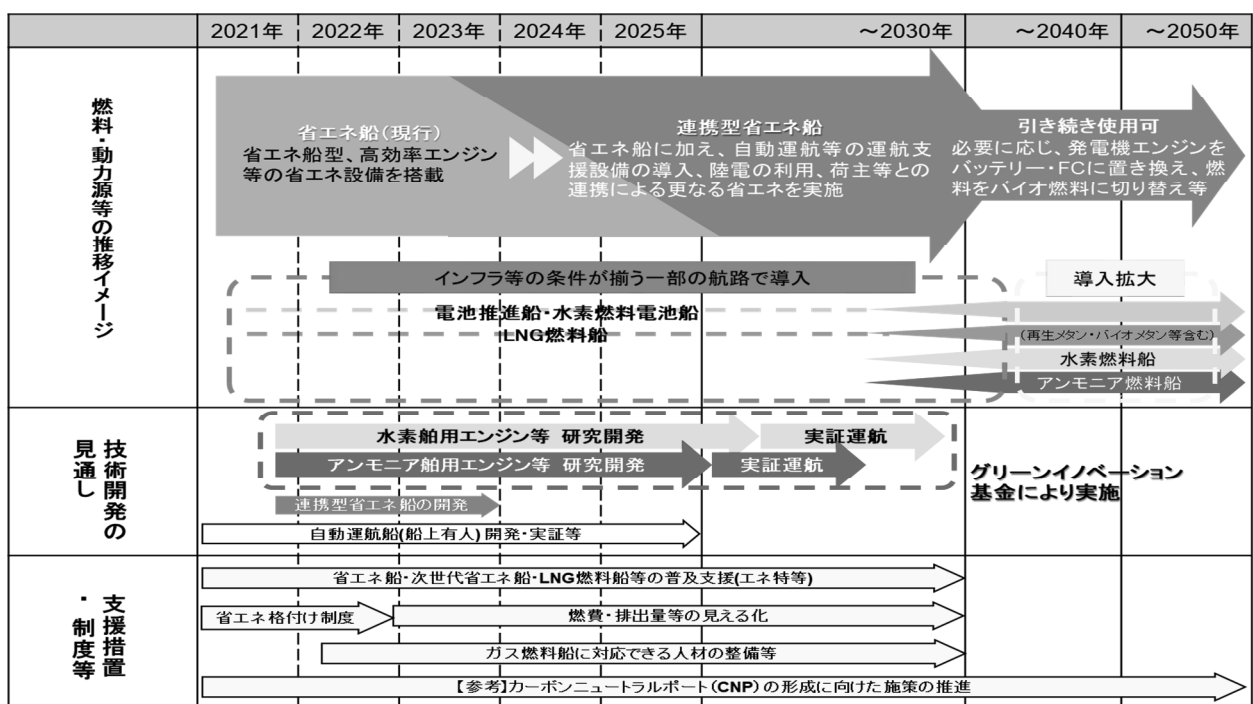 2021年 2022年 2023年 2024年 2025年 ～2030年 ～2040年 ～2050年
燃料・動力源等の推移イメージ
省エネ船（現行）
省エネ船型、高効率エンジン
等の省エネ設備を搭載
連携型省エネ船
省エネ船に加え、自動運航等の運航支
援設備の導入、陸電の利用、荷主等との
連携による更なる省エネを実施
引き続き使用可
必要に応じ、発電機エンジンを
バッテリー・FCに置き換え、燃
料をバイオ燃料に切り替え等
インフラ等の条件が揃う一部の航路で導入
導入拡大
電池推進船・水素燃料電池船
LNG燃料船
（再生メタン・バイオメタン等含む）
水素燃料船
アンモニア燃料船
技術開発の
見通し
水素舶用エンジン等 研究開発
実証運航
アンモニア舶用エンジン等 研究開発
実証運航
連携型省エネ船の開発
自動運航船(船上有人)開発・実証等
グリーンイノベーション
基金により実施
支援措置
・制度等
省エネ船・次世代省エネ船・LNG燃料船等の普及支援(エネ特等)
省エネ格付け制度
燃費・排出量等の見える化
ガス燃料船に対応できる人材の整備等
【参考】カーボンニュートラルポート（CNP）の形成に向けた施策の推進